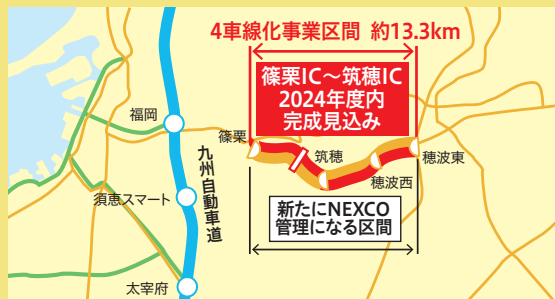 4車線化事業区間 約13.3km
篠栗IC～筑穂IC
2024年度内
完成見込み
福岡
篠栗
筑穂
穂波東
穂波西
須恵スマート
九州自動車道
新たにNEXCO
管理になる区間
太宰府